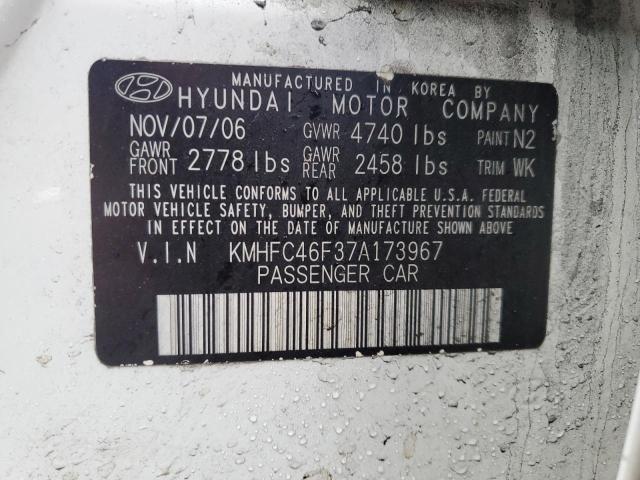 MANUFACTURED IN KOREA BY
HYUNDAI MOTOR COMPANY
NOV/07/06 GVWR 4740 lbs PAINT N2
GAWR FRONT 2778 lbs GAWR REAR 2458 lbs TRIM WK
THIS VEHICLE CONFORMS TO ALL APPLICABLE U.S.A. FEDERAL
MOTOR VEHICLE SAFETY, BUMPER, AND THEFT PREVENTION STANDARDS
IN EFFECT ON THE DATE OF MANUFACTURE SHOWN ABOVE.
V.I.N KMHFC46F37A173967
PASSENGER CAR